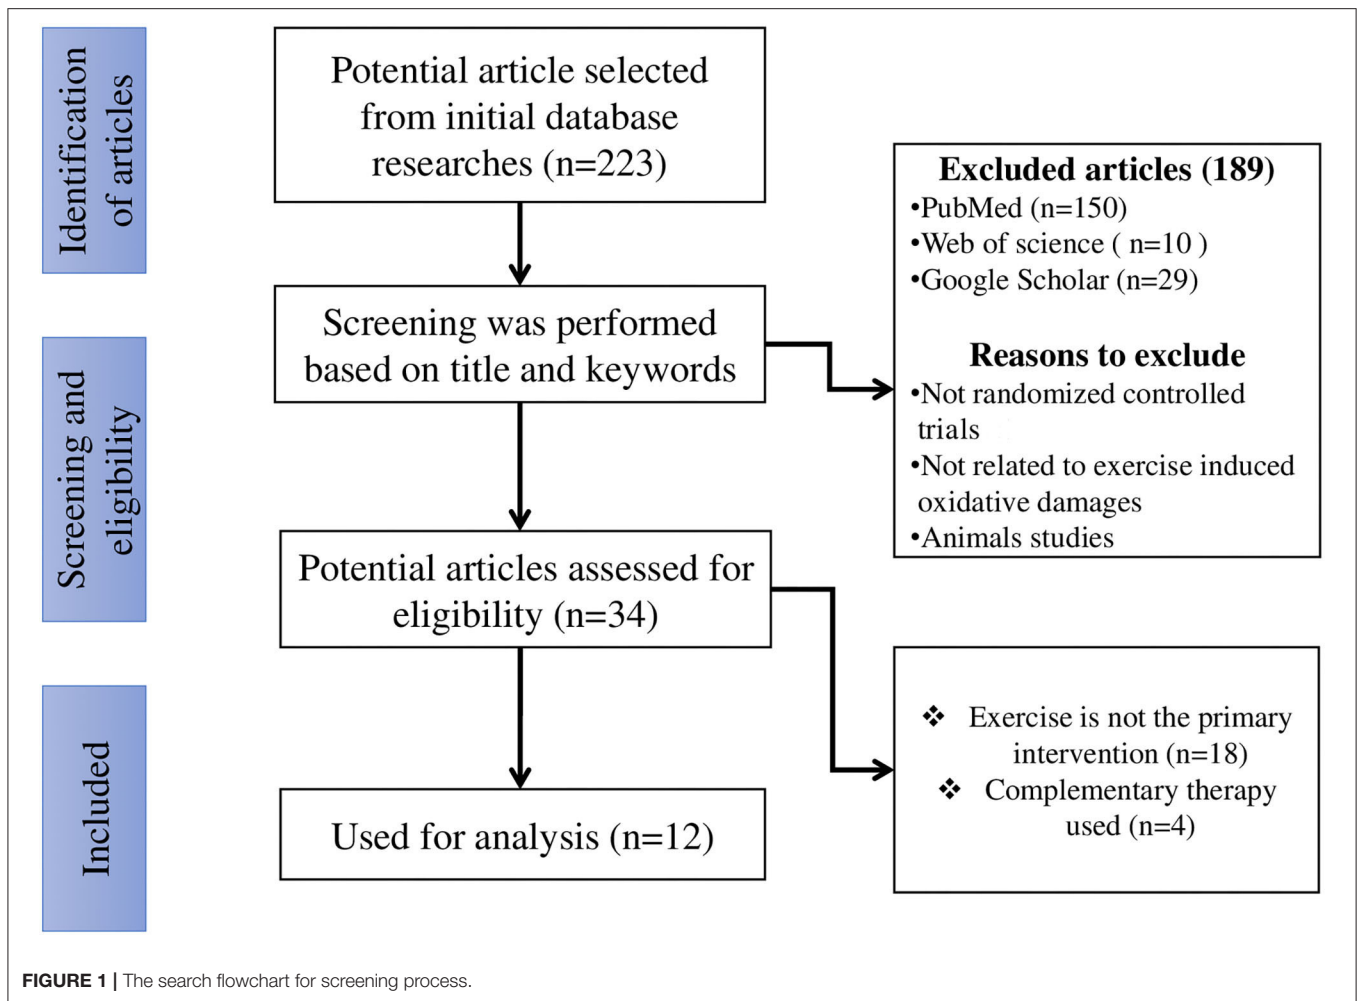 Identification
of articles
Potential article selected
from initial database
researches (n=223)
Excluded articles (189)
•PubMed (n=150)
•Web of science ( n=10 )
•Google Scholar (n=29)
Reasons to exclude
•Not randomized controlled
trials
•Not related to exercise induced
oxidative damages
•Animals studies
Screening and
eligibility
Screening was performed
based on title and keywords
Potential articles assessed for
eligibility (n=34)
❖ Exercise is not the primary
intervention (n=18)
❖ Complementary therapy
used (n=4)
Included
Used for analysis (n=12)
FIGURE 1 | The search flowchart for screening process.